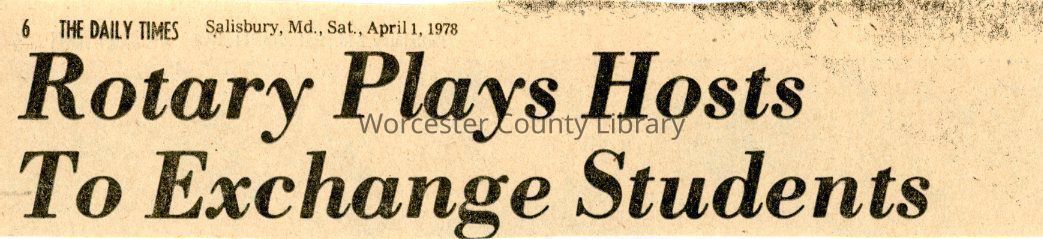 6 THE DAILY TIMES Salisbury, Md., Sat., April 1, 1978
Rotary Plays Hosts
Worcester County Library
To Exchange Students